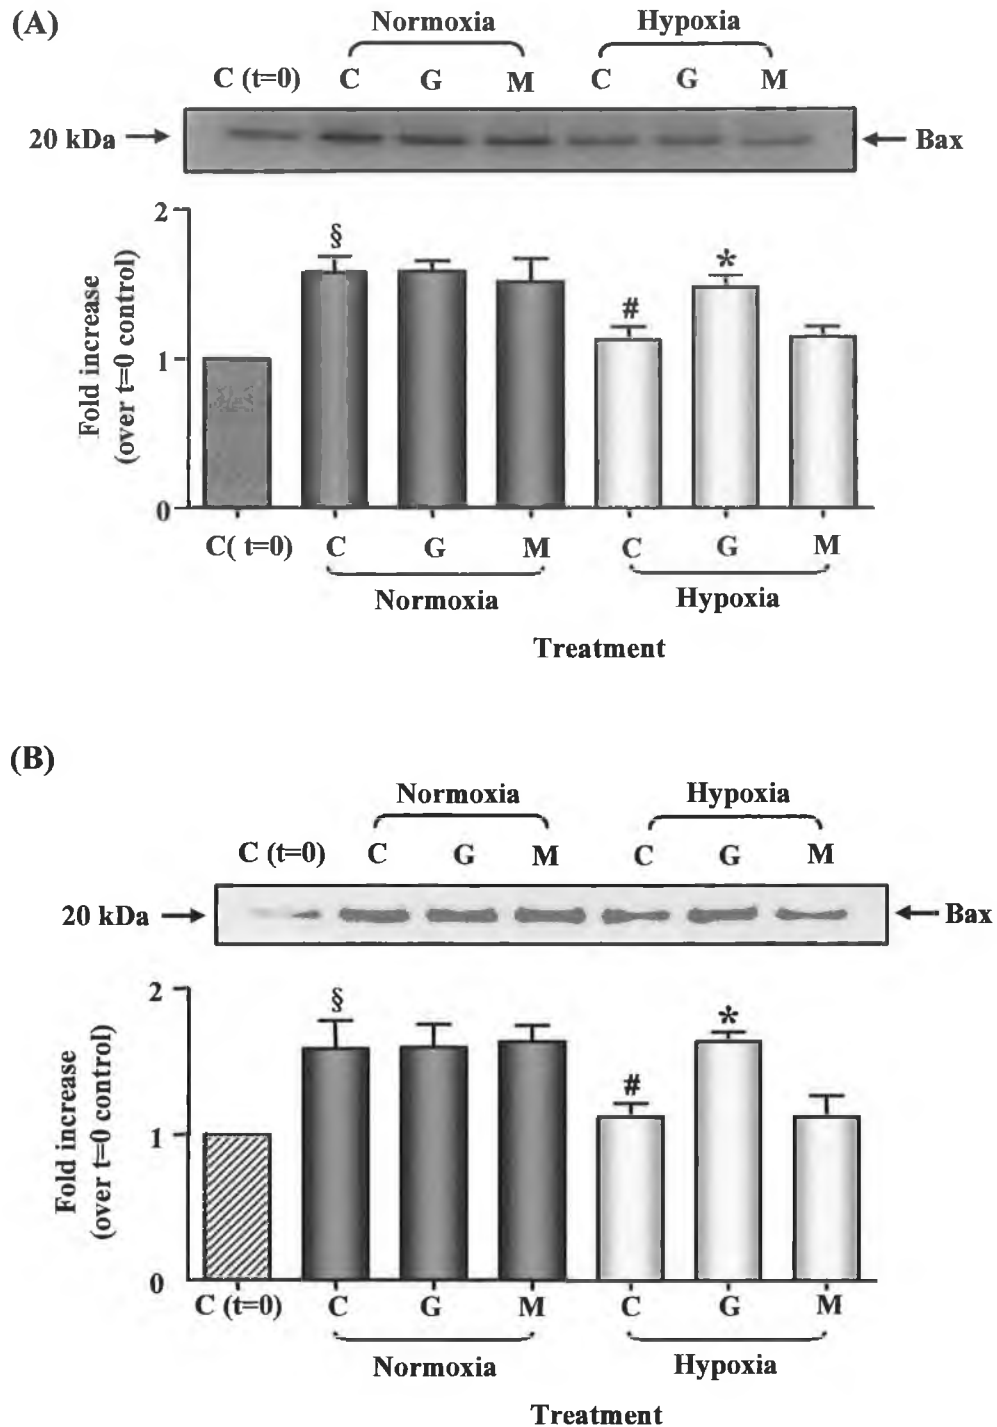 (A)
Normoxia Hypoxia
C (t=0) C G M C G M
20 kDa Bax
2
1
0
Fold increase
(over t=0 control)
§ # *
C( t=0) C G M C G M
Normoxia Hypoxia
Treatment
(B)
Normoxia Hypoxia
C (t=0) C G M C G M
20 kDa Bax
2
1
0
Fold increase
(over t=0 control)
§ # *
C (t=0) C G M C G M
Normoxia Hypoxia
Treatment